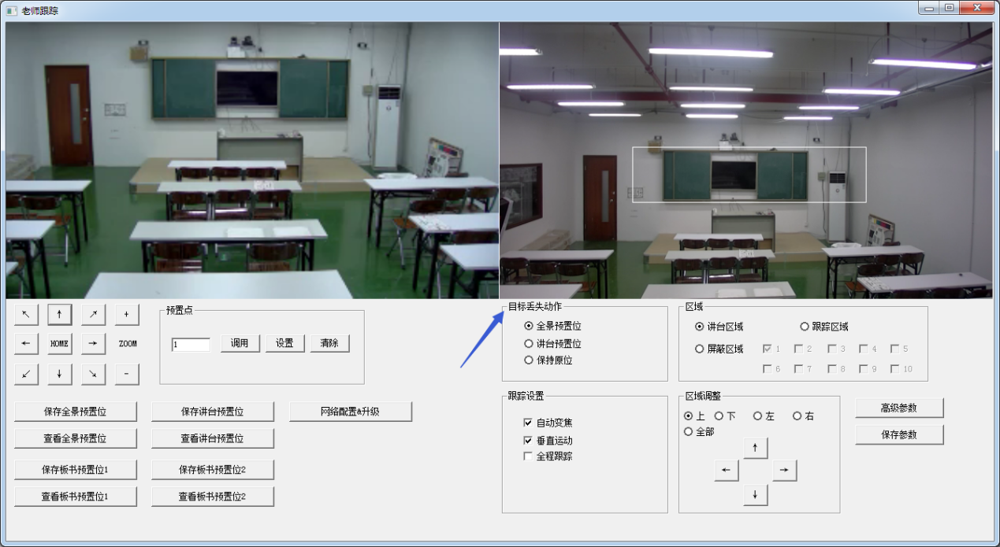 老师跟踪
预置点
1
调用
设置
清除
HOME
+
ZOOM
-
保存全景预置位
保存讲台预置位
网络配置&升级
查看全景预置位
查看讲台预置位
保存板书预置位1
保存板书预置位2
查看板书预置位1
查看板书预置位2
目标丢失动作
全景预置位
讲台预置位
保持原位
区域
讲台区域
跟踪区域
屏蔽区域
1
2
3
4
5
6
7
8
9
10
跟踪设置
自动变焦
垂直运动
全程跟踪
区域调整
上
下
左
右
全部
高级参数
保存参数